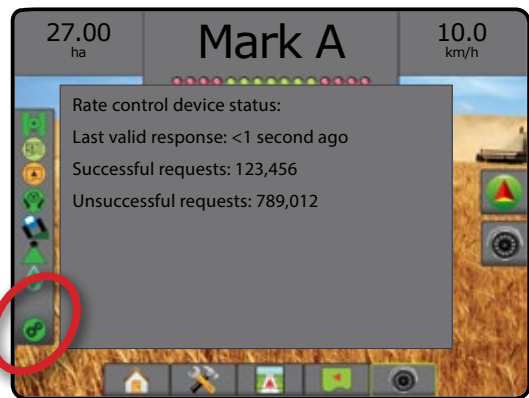 27.00
ha
Mark A
10.0
km/h
Rate control device status:
Last valid response: <1 second ago
Successful requests: 123,456
Unsuccessful requests: 789,012